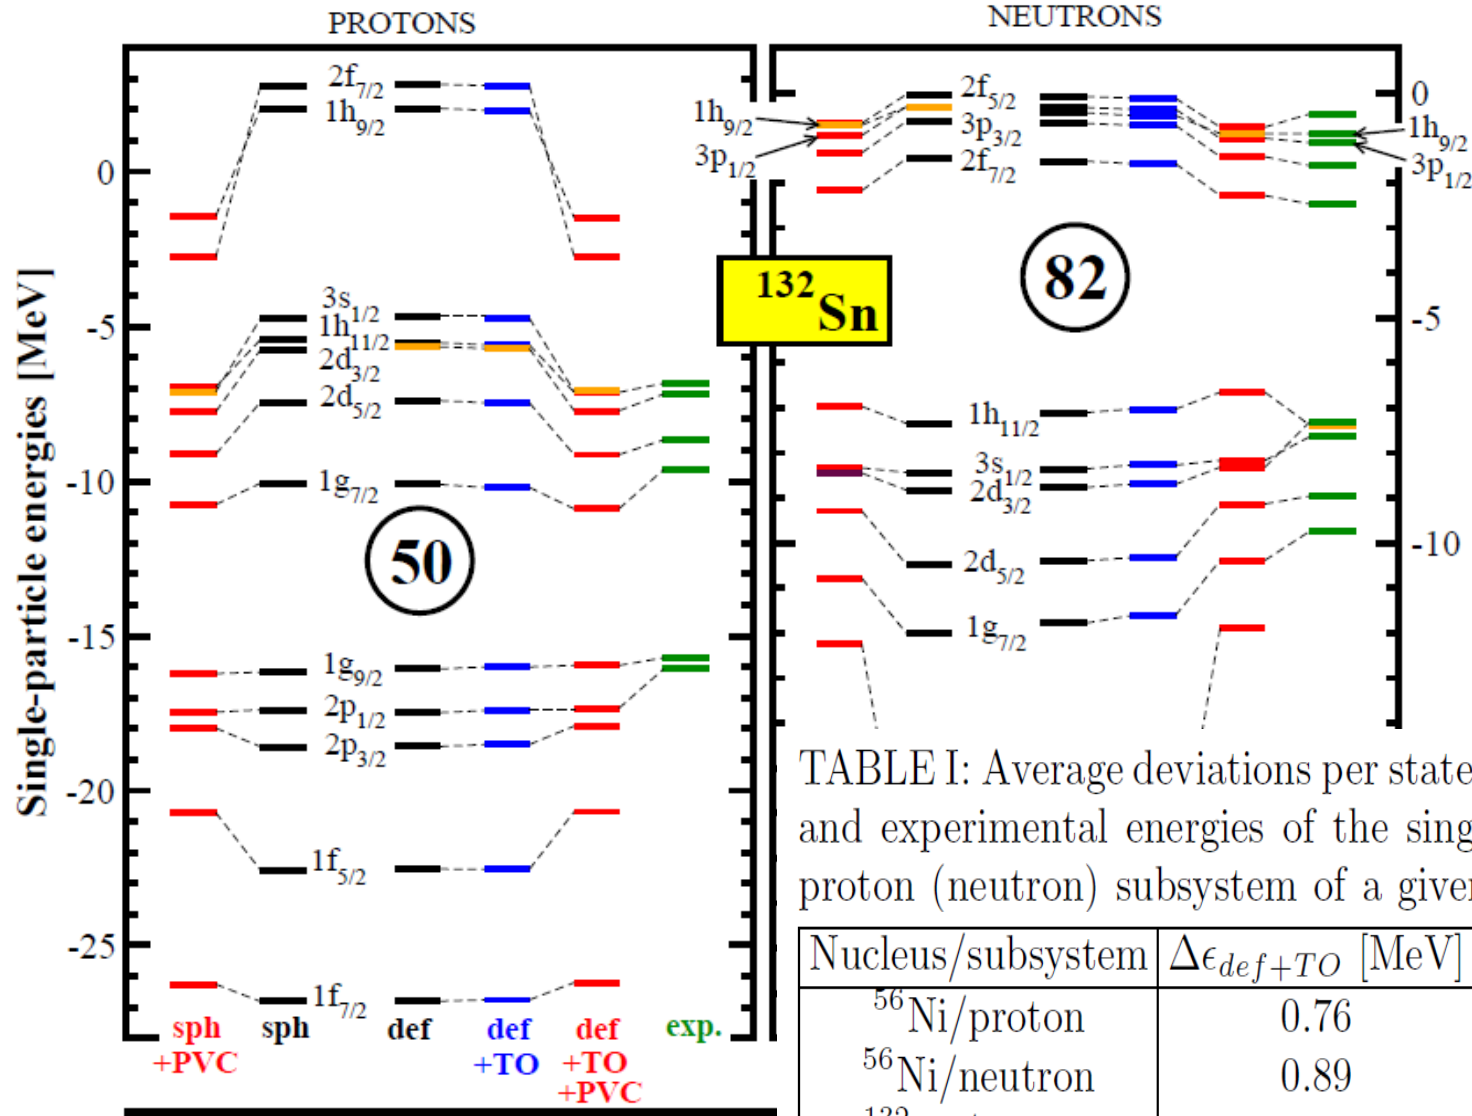 PROTONS
NEUTRONS
Single-particle energies [MeV]
0
-5
-10
-15
-20
-25
2f7/2
1h9/2
3s1/2
1h11/2
2d3/2
2d5/2
1g7/2
50
1g9/2
2p1/2
2p3/2
1f5/2
1f7/2
sph
+PVC
sph
def
def
+TO
def
+TO
+PVC
exp.
132Sn
1h9/2
3p1/2
2f5/2
3p3/2
2f7/2
82
1h11/2
3s1/2
2d3/2
2d5/2
1g7/2
0
1h9/2
3p1/2
-5
-10
TABLE I: Average deviations per state
and experimental energies of the sing
proton (neutron) subsystem of a give
Nucleus/subsystem Δϵdef+TO [MeV]
56Ni/proton 0.76
56Ni/neutron 0.89
132